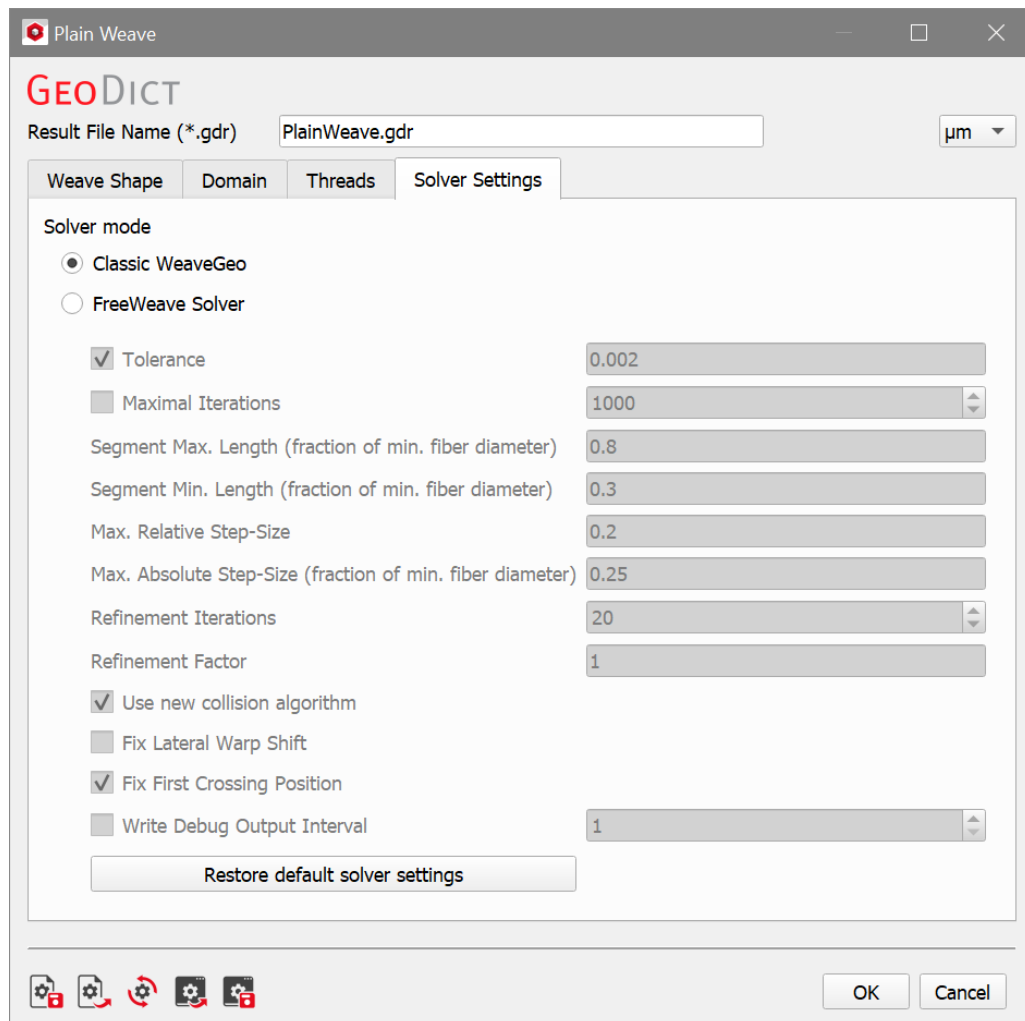 Plain Weave
GEODICT
Result File Name (*.gdr) PlainWeave.gdr µm
Weave Shape Domain Threads Solver Settings
Solver mode
Classic WeaveGeo
FreeWeave Solver
Tolerance 0.002
Maximal Iterations 1000
Segment Max. Length (fraction of min. fiber diameter) 0.8
Segment Min. Length (fraction of min. fiber diameter) 0.3
Max. Relative Step-Size 0.2
Max. Absolute Step-Size (fraction of min. fiber diameter) 0.25
Refinement Iterations 20
Refinement Factor 1
Use new collision algorithm
Fix Lateral Warp Shift
Fix First Crossing Position
Write Debug Output Interval 1
Restore default solver settings
OK Cancel